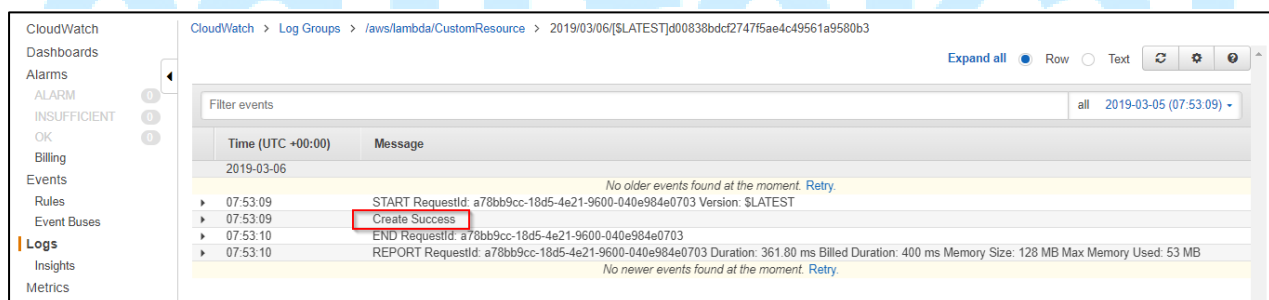 CloudWatch
Dashboards
Alarms
ALARM 0
INSUFFICIENT 0
OK 0
Billing
Events
Rules
Event Buses
Logs
Insights
Metrics
CloudWatch > Log Groups > /aws/lambda/CustomResource > 2019/03/06/[$LATEST]d00838bdcf2747f5ae4c49561a9580b3
Expand all Row Text
Filter events all 2019-03-05 (07:53:09)
Time (UTC +00:00) Message
2019-03-06
No older events found at the moment. Retry.
07:53:09 START RequestId: a78bb9cc-18d5-4e21-9600-040e984e0703 Version: $LATEST
07:53:09 Create Success
07:53:10 END RequestId: a78bb9cc-18d5-4e21-9600-040e984e0703
07:53:10 REPORT RequestId: a78bb9cc-18d5-4e21-9600-040e984e0703 Duration: 361.80 ms Billed Duration: 400 ms Memory Size: 128 MB Max Memory Used: 53 MB
No newer events found at the moment. Retry.